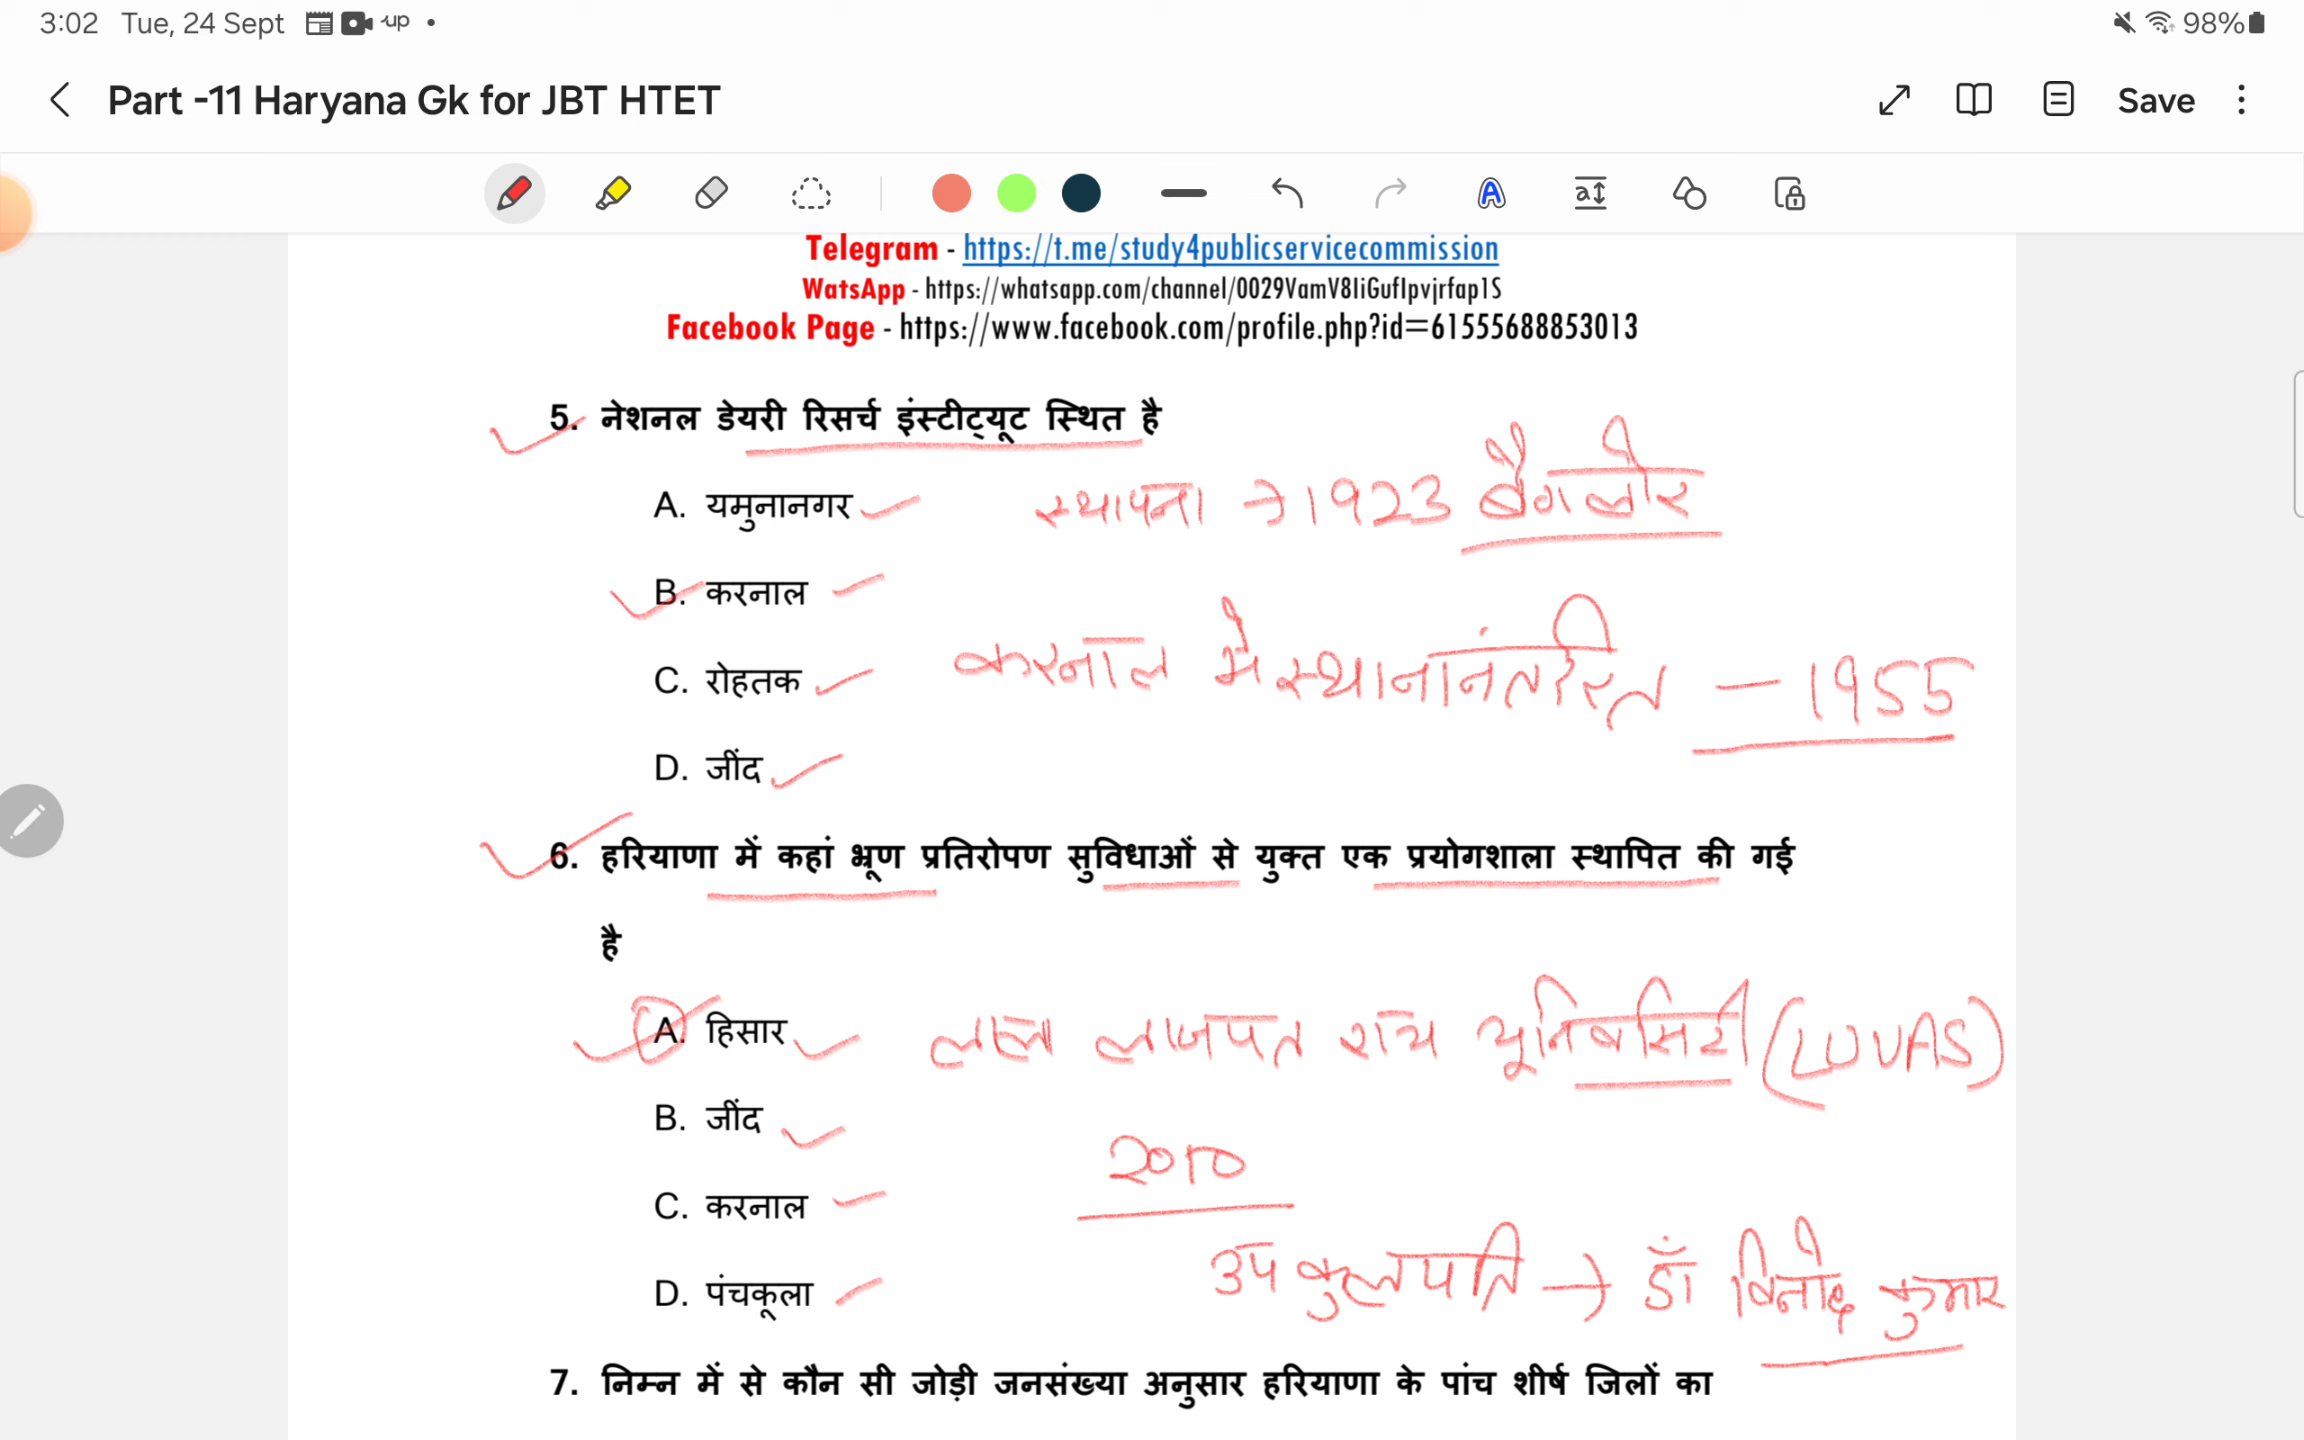 3:02 Tue, 24 Sept up
98%
Part -11 Haryana Gk for JBT HTET
Save
Telegram - https://t.me/study4publicservicecommission
WatsApp - https://whatsapp.com/channel/0029VamV8IiGufIpvjrfap1S
Facebook Page - https://www.facebook.com/profile.php?id=61555688853013
5. नेशनल डेयरी रिसर्च इंस्टीट्यूट स्थित है
A. यमुनानगर स्थापना → 1923 बैंगलोर
B. करनाल
C. रोहतक करनाल में स्थानांनतरित - 1955
D. जींद
6. हरियाणा में कहां भ्रूण प्रतिरोपण सुविधाओं से युक्त एक प्रयोगशाला स्थापित की गई
है
A. हिसार लाला लाजपत राय यूनिवर्सिटी (LUVAS)
B. जींद
2010
C. करनाल
D. पंचकूला उपकुलपति → डॉ विनोद कुमार
7. निम्न में से कौन सी जोड़ी जनसंख्या अनुसार हरियाणा के पांच शीर्ष जिलों का